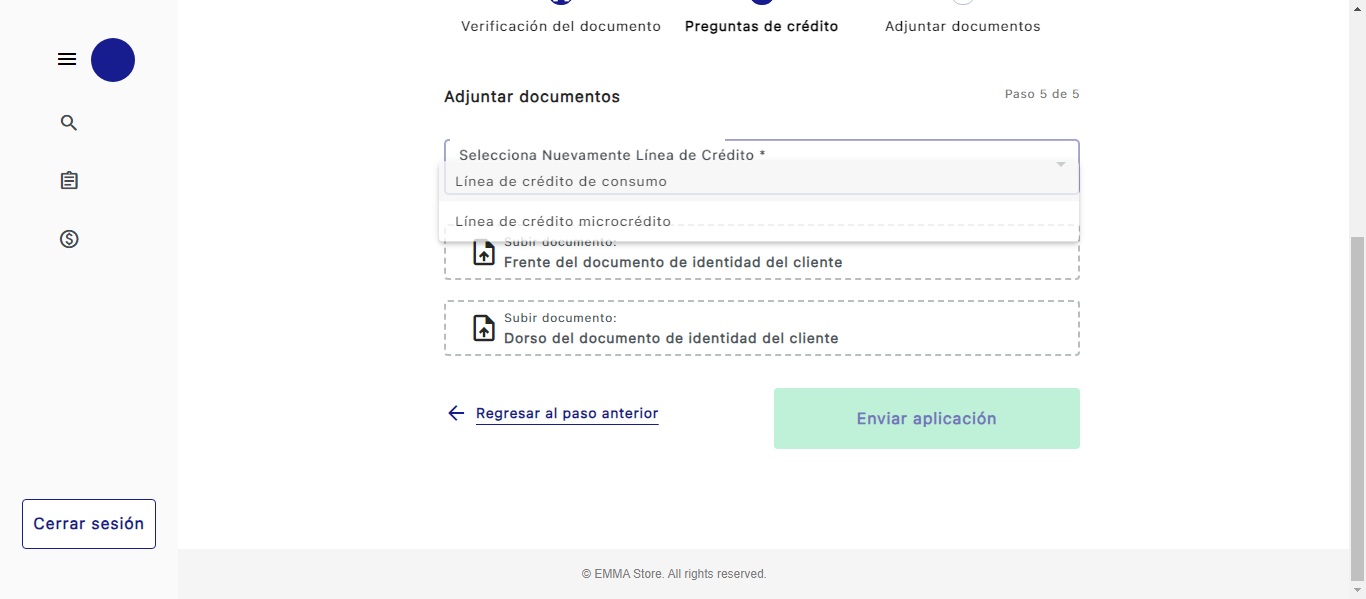 Verificación del documento
Preguntas de crédito
Adjuntar documentos
Adjuntar documentos
Paso 5 de 5
Selecciona Nuevamente Línea de Crédito *
Línea de crédito de consumo
Línea de crédito microcrédito
Subir documento:
Frente del documento de identidad del cliente
Subir documento:
Dorso del documento de identidad del cliente
Regresar al paso anterior
Enviar aplicación
Cerrar sesión
© EMMA Store. All rights reserved.